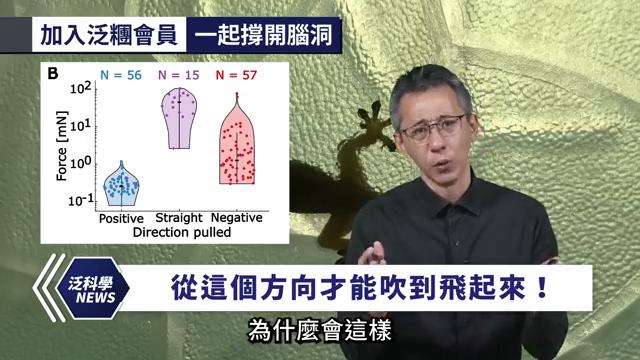 加入泛糰會員
一起撐開腦洞
B
N = 56
N = 15
N = 57
Force [mN]
10²
10¹
10⁰
10⁻¹
Positive
Straight
Negative
Direction pulled
泛科學
NEWS
從這個方向才能吹到飛起來！
為什麼會這樣